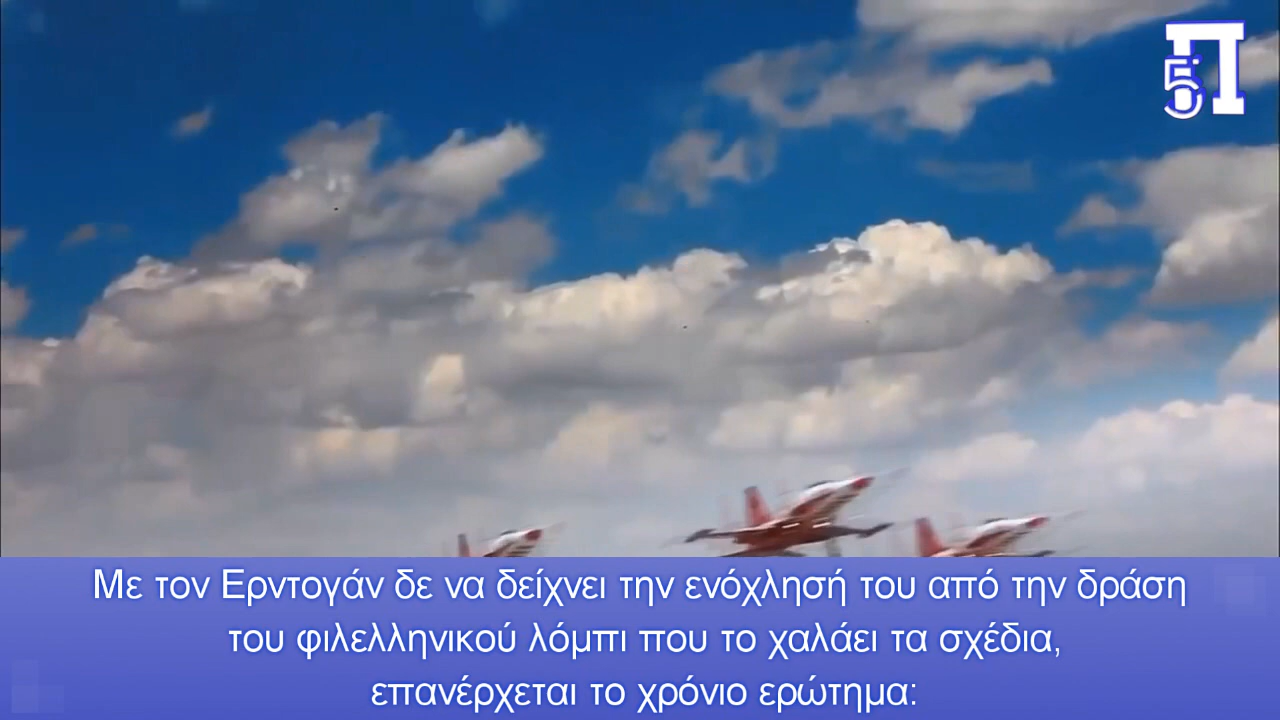 5Π
Με τον Ερντογάν δε να δείχνει την ενόχλησή του από την δράση
του φιλελληνικού λόμπι που το χαλάει τα σχέδια,
επανέρχεται το χρόνιο ερώτημα: